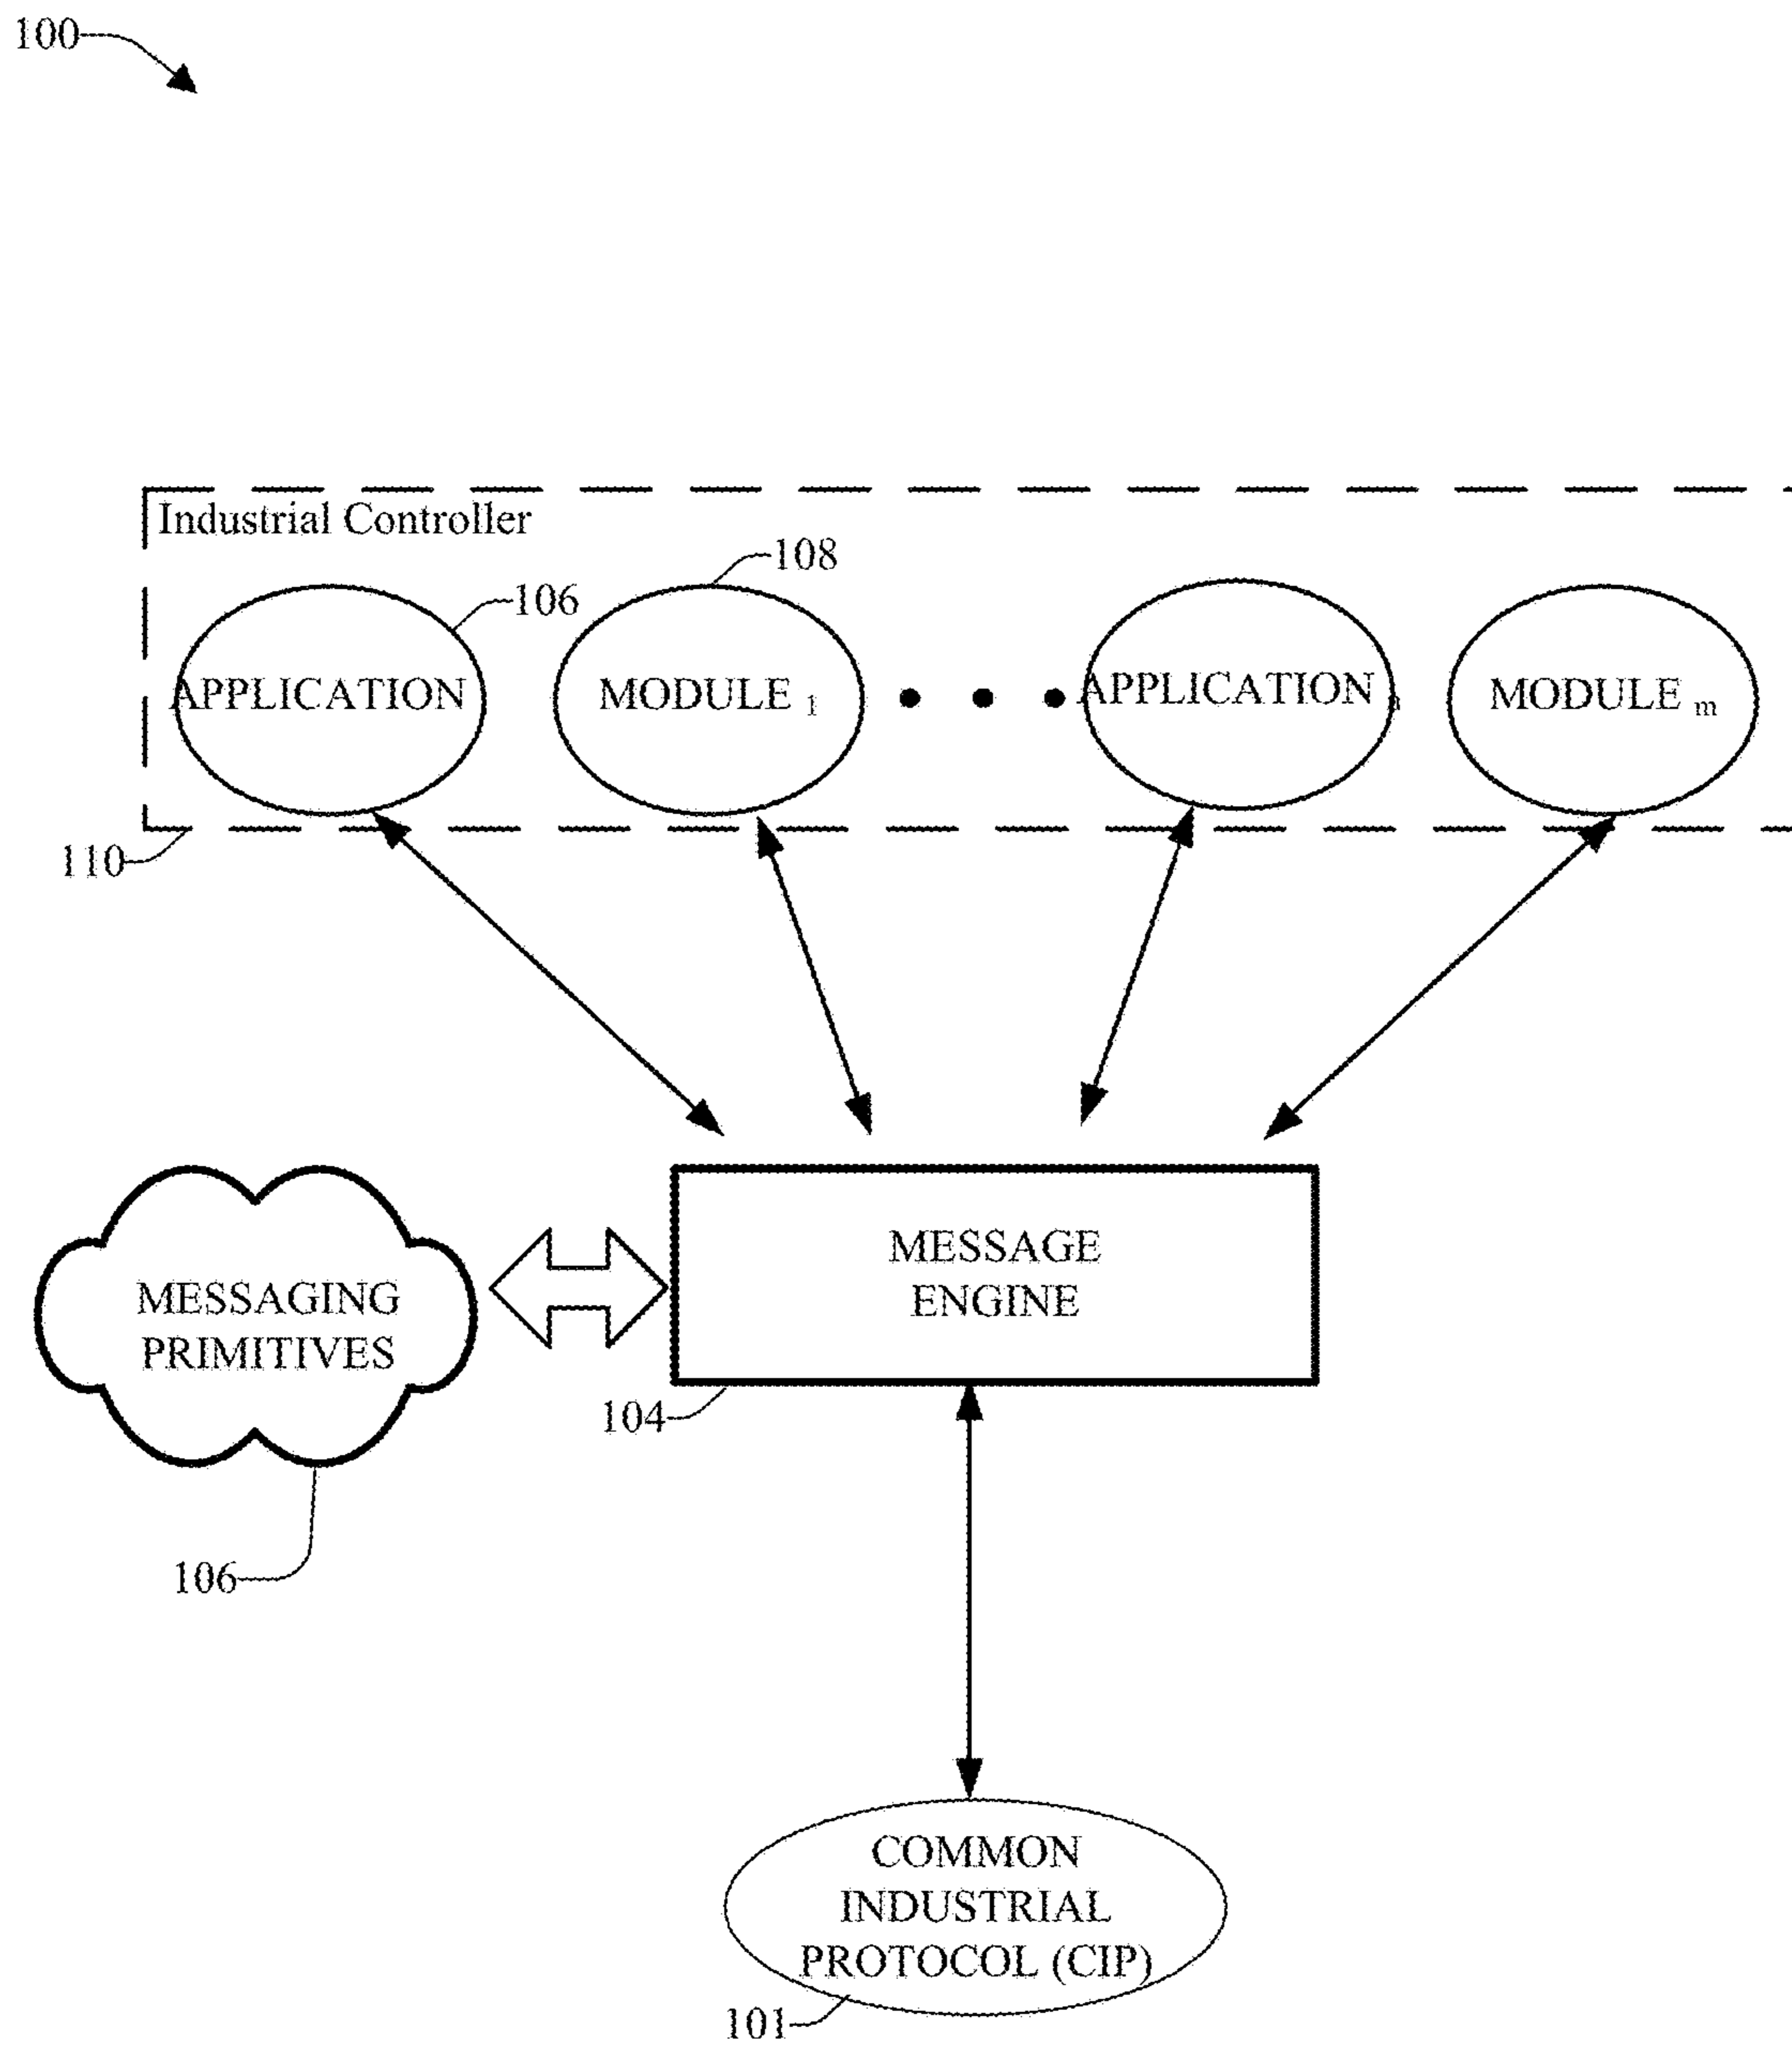 100
Industrial Controller
108
106
APPLICATION
MODULE 1
APPLICATION
MODULE m
110
MESSAGE
ENGINE
MESSAGING
PRIMITIVES
104
106
COMMON
INDUSTRIAL
PROTOCOL (CIP)
101